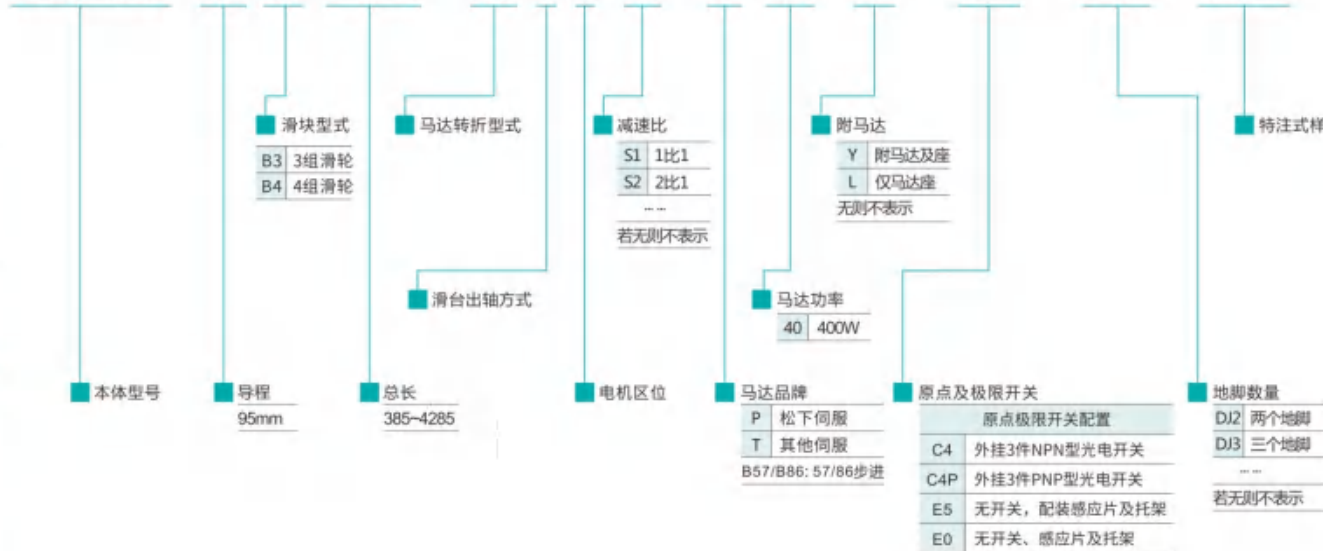 滑块型式
B3 3组滑轮
B4 4组滑轮
马达转折型式
减速比
S1 1比1
S2 2比1
... ...
若无则不表示
附马达
Y 附马达及座
L 仅马达座
无则不表示
特注式样
滑台出轴方式
马达功率
40 400W
本体型号
导程
95mm
总长
385~4285
电机区位
马达品牌
P 松下伺服
T 其他伺服
B57/B86: 57/86步进
原点及极限开关
原点极限开关配置
C4 外挂3件NPN型光电开关
C4P 外挂3件PNP型光电开关
E5 无开关，配装感应片及托架
E0 无开关、感应片及托架
地脚数量
DJ2 两个地脚
DJ3 三个地脚
... ...
若无则不表示